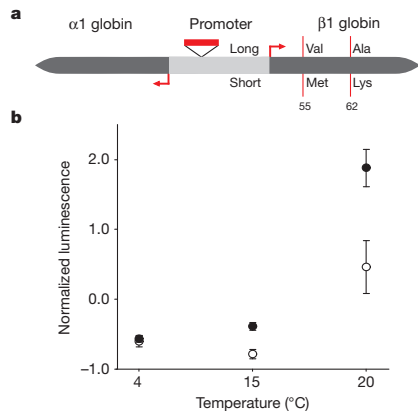 a
α1 globin Promoter β1 globin
Long Val Ala
Short Met Lys
55 62
b
Normalized luminescence
2.0
1.0
0.0
−1.0
4 15 20
Temperature (°C)